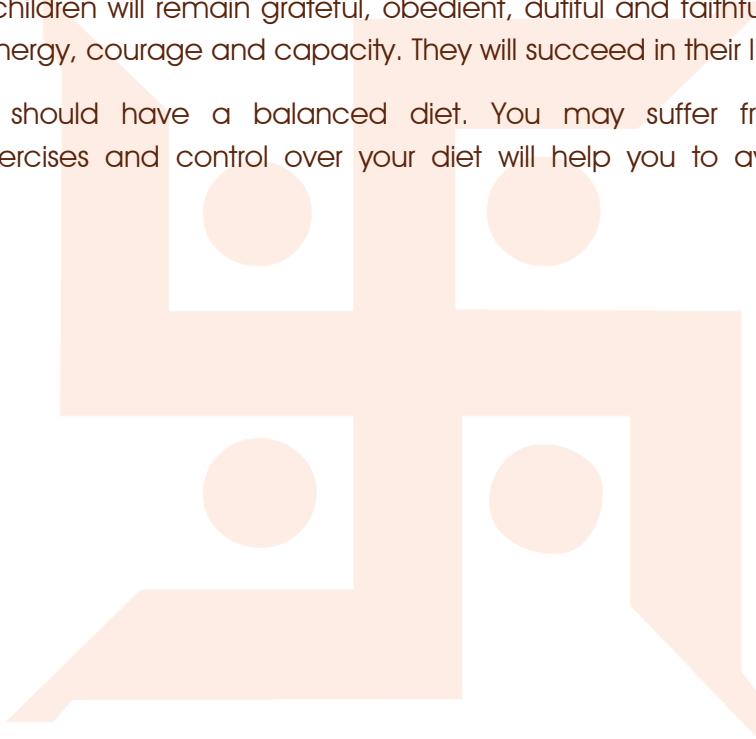 children will remain grateful, obedient, dutiful and faithfu
nergy, courage and capacity. They will succeed in their l
should have a balanced diet. You may suffer fr
ercises and control over your diet will help you to av